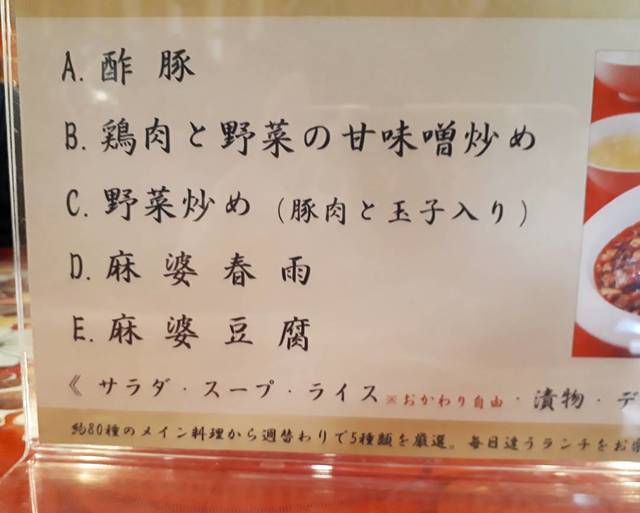 A. 酢 豚
B. 鶏肉と野菜の甘味噌炒め
C. 野菜炒め (豚肉と玉子入り)
D. 麻 婆 春 雨
E. 麻 婆 豆 腐
《 サラダ・スープ・ライス※おかわり自由・漬物・デ
約80種のメイン料理から週替わりで5種類を厳選。毎日違うランチをお